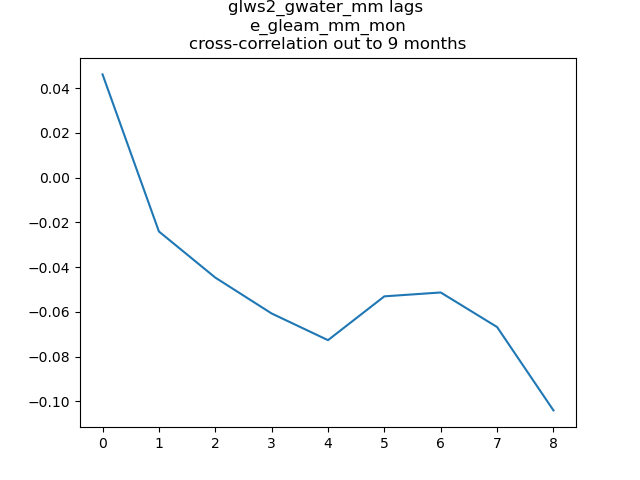 glws2_gwater_mm lags
e_gleam_mm_mon
cross-correlation out to 9 months
0.04
0.02
0.00
−0.02
−0.04
−0.06
−0.08
−0.10
0 1 2 3 4 5 6 7 8